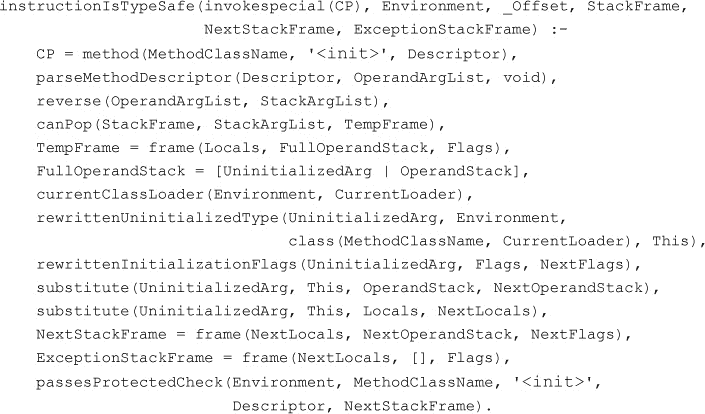 instructionIsTypeSafe(invokespecial(CP), Environment, _Offset, StackFrame,
NextStackFrame, ExceptionStackFrame) :-
CP = method(MethodClassName, '<init>', Descriptor),
parseMethodDescriptor(Descriptor, OperandArgList, void),
reverse(OperandArgList, StackArgList),
canPop(StackFrame, StackArgList, TempFrame),
TempFrame = frame(Locals, FullOperandStack, Flags),
FullOperandStack = [UninitializedArg | OperandStack],
currentClassLoader(Environment, CurrentLoader),
rewrittenUninitializedType(UninitializedArg, Environment,
class(MethodClassName, CurrentLoader), This),
rewrittenInitializationFlags(UninitializedArg, Flags, NextFlags),
substitute(UninitializedArg, This, OperandStack, NextOperandStack),
substitute(UninitializedArg, This, Locals, NextLocals),
NextStackFrame = frame(NextLocals, NextOperandStack, NextFlags),
ExceptionStackFrame = frame(NextLocals, [], Flags),
passesProtectedCheck(Environment, MethodClassName, '<init>',
Descriptor, NextStackFrame).